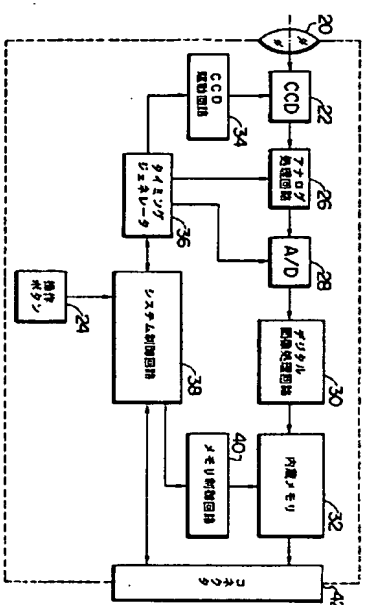 20
CCD
22
アナログ
処理回路
26
A/D
28
デジタル
画像処理回路
30
内蔵メモリ
32
CCD
駆動回路
34
タイミング
ジェネレータ
36
システム制御回路
38
メモリ制御回路
40
操作
ボタン
24
コネクタ